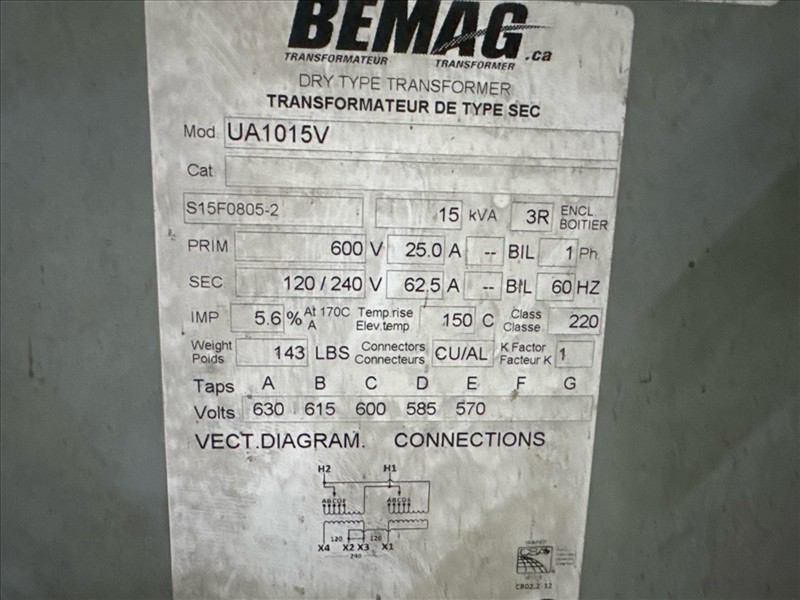 BEMAG.ca
TRANSFORMATEUR TRANSFORMER
DRY TYPE TRANSFORMER
TRANSFORMATEUR DE TYPE SEC
Mod UA1015V
Cat
S15F0805-2 15 kVA 3R ENCL. BOITIER
PRIM 600 V 25.0 A -- BIL 1 Ph.
SEC 120 / 240 V 62.5 A -- BIL 60 HZ
IMP 5.6 % At 170C A Temp.rise Elev.temp 150 C Class Classe 220
Weight Poids 143 LBS Connectors Connecteurs CU/AL K Factor Facteur K 1
Taps A B C D E F G
Volts 630 615 600 585 570
VECT.DIAGRAM. CONNECTIONS
H2 H1
ABCDE ABCDE
120 120
X4 X2 X3 X1
240